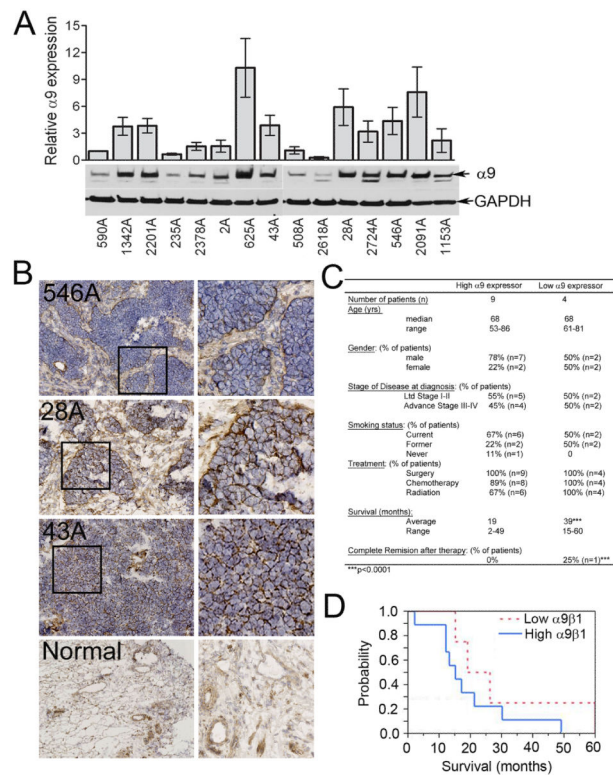 A
Relative α9 expression
15
12
9
6
3
0
α9
GAPDH
590A
1342A
2201A
235A
2378A
2A
625A
43A
508A
2618A
28A
2724A
546A
2091A
1153A
B
546A
28A
43A
Normal
C
High α9 expressor Low α9 expressor
Number of patients (n) 9 4
Age (yrs)
median 68 68
range 53-86 61-81
Gender: (% of patients)
male 78% (n=7) 50% (n=2)
female 22% (n=2) 50% (n=2)
Stage of Disease at diagnosis: (% of patients)
Ltd Stage I-II 55% (n=5) 50% (n=2)
Advance Stage III-IV 45% (n=4) 50% (n=2)
Smoking status: (% of patients)
Current 67% (n=6) 50% (n=2)
Former 22% (n=2) 50% (n=2)
Never 11% (n=1) 0
Treatment: (% of patients)
Surgery 100% (n=9) 100% (n=4)
Chemotherapy 89% (n=8) 100% (n=4)
Radiation 67% (n=6) 100% (n=4)
Survival (months):
Average 19 39***
Range 2-49 15-60
Complete Remision after therapy: (% of patients)
0% 25% (n=1)***
***p<0.0001
D
Probability
1.0
0.8
0.6
0.4
0.2
0.0
Low α9β1
High α9β1
0 10 20 30 40 50 60
Survival (months)